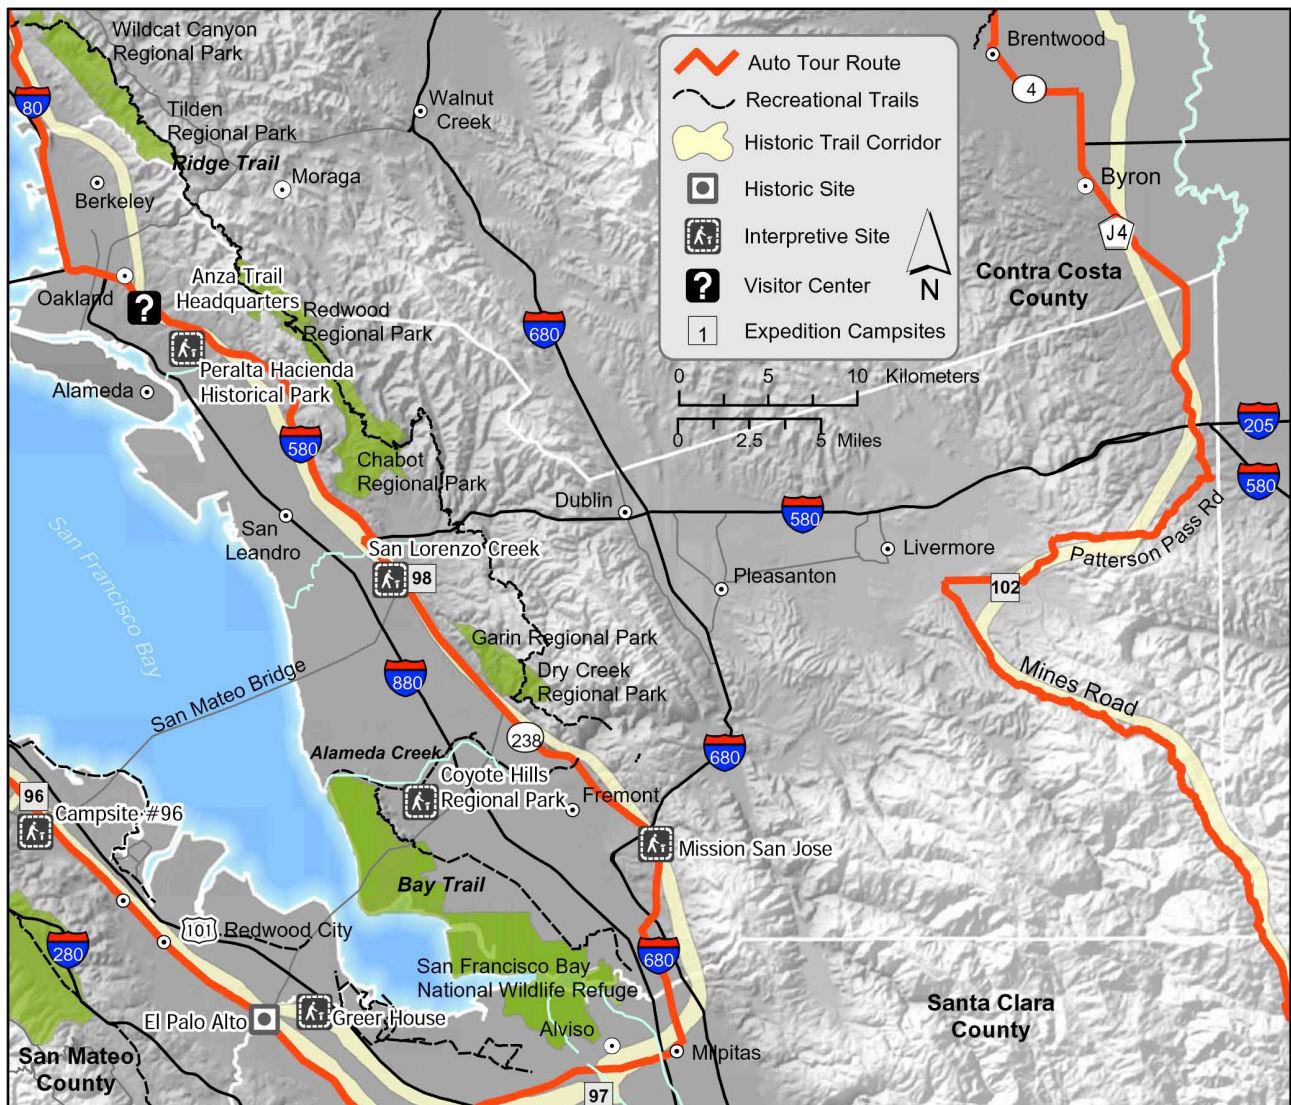 Wildcat Canyon
Regional Park
80
Tilden
Regional Park
Ridge Trail
Walnut
Creek
Moraga
Berkeley
Oakland
Anza Trail
Headquarters
?
Redwood
Regional Park
Peralta Hacienda
Historical Park
Alameda
580
Chabot
Regional Park
680
Auto Tour Route
Recreational Trails
Historic Trail Corridor
Historic Site
Interpretive Site
? Visitor Center
1 Expedition Campsites
N
0 5 10 Kilometers
0 2.5 5 Miles
Brentwood
4
Byron
J4
Contra Costa
County
205
580
San
Leandro
Dublin
580
Livermore
Pleasanton
San Lorenzo Creek
98
San Francisco Bay
Patterson Pass Rd
102
Mines Road
Garin Regional Park
Dry Creek
Regional Park
880
San Mateo Bridge
238
680
Alameda Creek
Coyote Hills
Regional Park
Fremont
96
Campsite #96
Mission San Jose
Bay Trail
101
Redwood City
280
680
San Francisco Bay
National Wildlife Refuge
El Palo Alto
Greer House
Alviso
Milpitas
Santa Clara
County
San Mateo
County
97